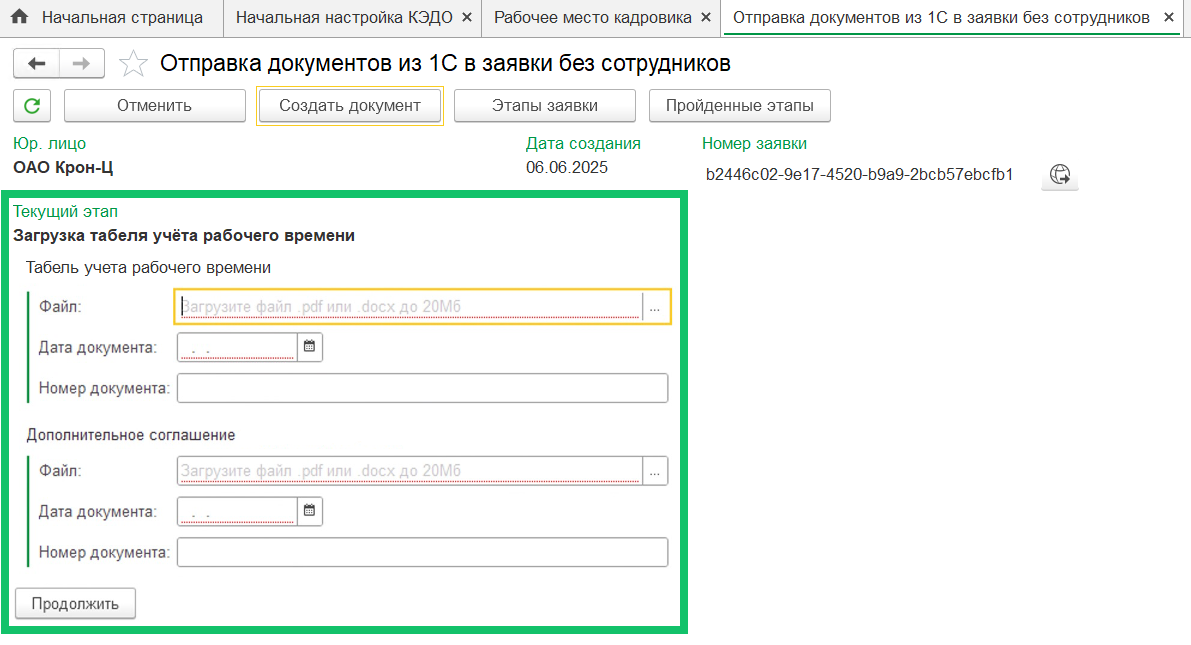 Начальная страница
Начальная настройка КЭДО ×
Рабочее место кадровика ×
Отправка документов из 1С в заявки без сотрудников ×
Отправка документов из 1С в заявки без сотрудников
Отменить
Создать документ
Этапы заявки
Пройденные этапы
Юр. лицо
ОАО Крон-Ц
Дата создания
06.06.2025
Номер заявки
b2446c02-9e17-4520-b9a9-2bcb57ebcfb1
Текущий этап
Загрузка табеля учёта рабочего времени
Табель учета рабочего времени
Файл: Загрузите файл .pdf или .docx до 20Мб ...
Дата документа: . .
Номер документа:
Дополнительное соглашение
Файл: Загрузите файл .pdf или .docx до 20Мб ...
Дата документа: . .
Номер документа:
Продолжить